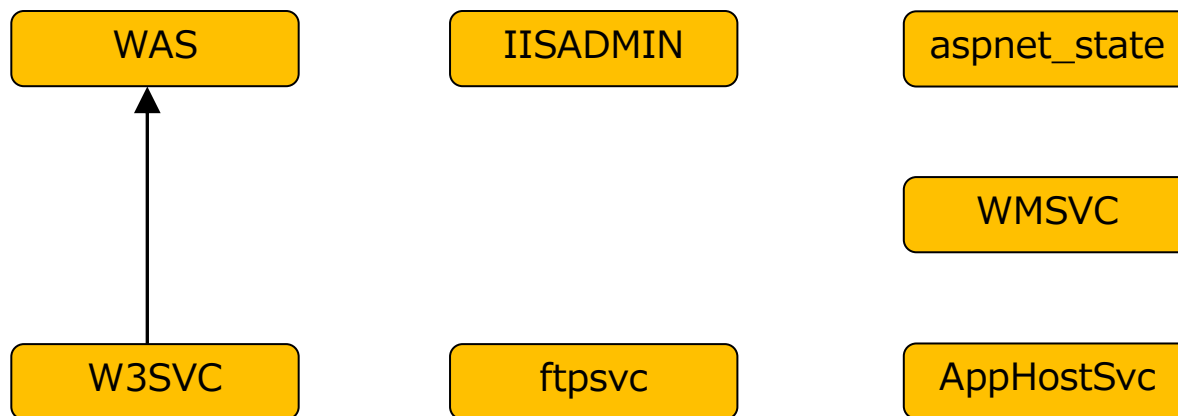 WAS
IISADMIN
aspnet_state
WMSVC
W3SVC
ftpsvc
AppHostSvc